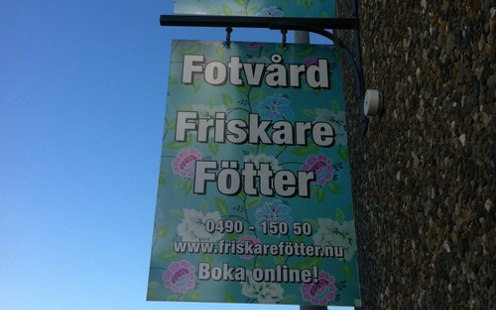 Fotvård
Friskare
Fötter
0490 - 150 50
www.friskarefötter.nu
Boka online!